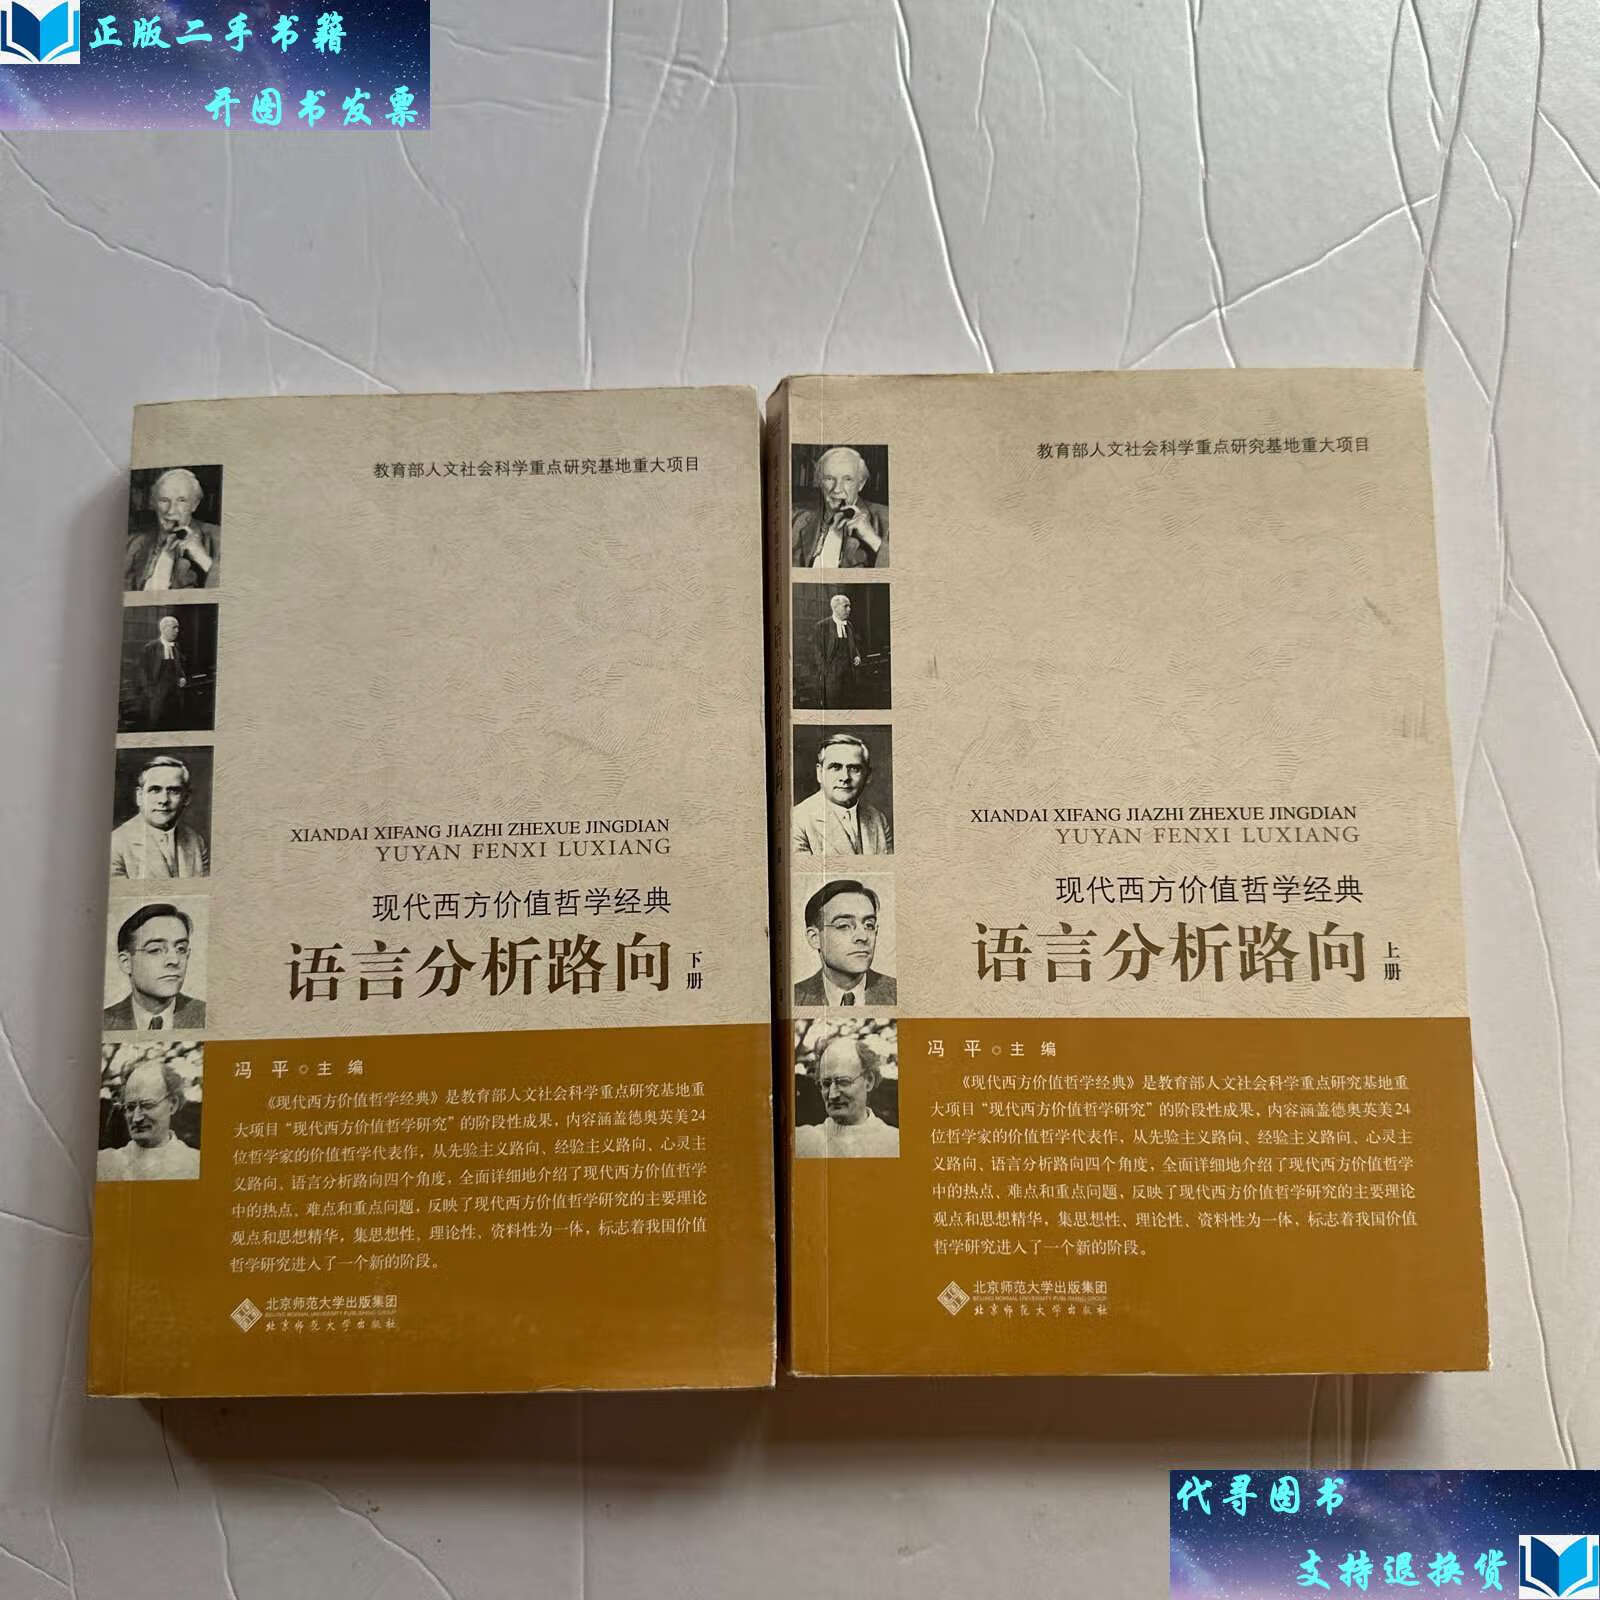 正版二手书籍
开图书发票
教育部人文社会科学重点研究基地重大项目
XIANDAI XIFANG JIAZHI ZHEXUE JINGDIAN
YUYAN FENXI LUXIANG
现代西方价值哲学经典
语言分析路向 下册
冯 平 ○ 主 编
《现代西方价值哲学经典》是教育部人文社会科学重点研究基地重
大项目“现代西方价值哲学研究”的阶段性成果，内容涵盖德奥英美24
位哲学家的价值哲学代表作，从先验主义路向、经验主义路向、心灵主
义路向、语言分析路向四个角度，全面详细地介绍了现代西方价值哲学
中的热点、难点和重点问题，反映了现代西方价值哲学研究的主要理论
观点和思想精华，集思想性、理论性、资料性为一体，标志着我国价值
哲学研究进入了一个新的阶段。
北京师范大学出版集团
BEIJING NORMAL UNIVERSITY PUBLISHING GROUP
北京师范大学出版社
教育部人文社会科学重点研究基地重大项目
XIANDAI XIFANG JIAZHI ZHEXUE JINGDIAN
YUYAN FENXI LUXIANG
现代西方价值哲学经典
语言分析路向 上册
冯 平 ○ 主 编
《现代西方价值哲学经典》是教育部人文社会科学重点研究基地重
大项目“现代西方价值哲学研究”的阶段性成果，内容涵盖德奥英美24
位哲学家的价值哲学代表作，从先验主义路向、经验主义路向、心灵主
义路向、语言分析路向四个角度，全面详细地介绍了现代西方价值哲学
中的热点、难点和重点问题，反映了现代西方价值哲学研究的主要理论
观点和思想精华，集思想性、理论性、资料性为一体，标志着我国价值
哲学研究进入了一个新的阶段。
北京师范大学出版集团
BEIJING NORMAL UNIVERSITY PUBLISHING GROUP
北京师范大学出版社
代寻图书
支持退换货